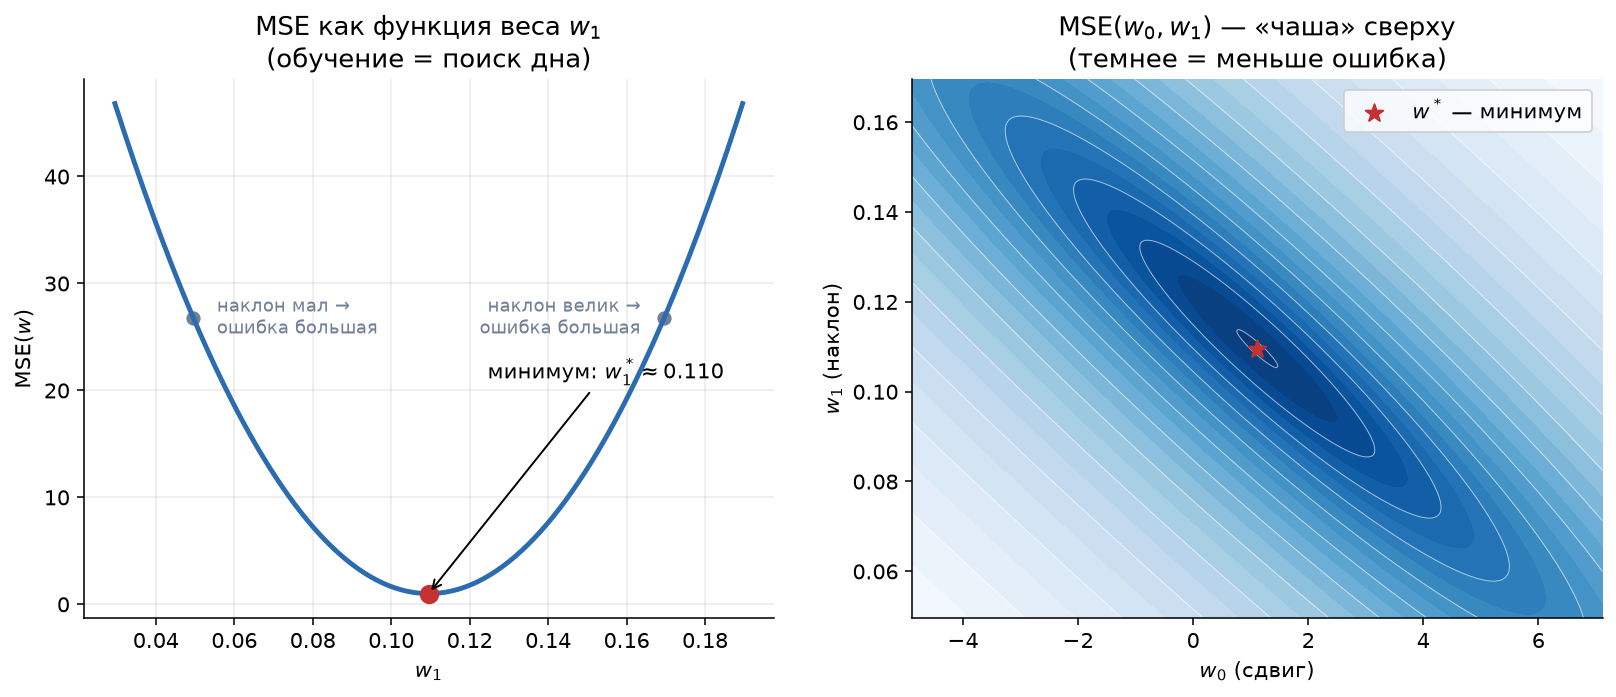 MSE как функция веса w₁
(обучение = поиск дна)
MSE(w)
40
30
20
10
0
наклон мал →
ошибка большая
наклон велик →
ошибка большая
минимум: w₁* ≈ 0.110
0.04 0.06 0.08 0.10 0.12 0.14 0.16 0.18
w₁
MSE(w₀, w₁) — «чаша» сверху
(темнее = меньше ошибка)
w* — минимум
w₁ (наклон)
0.16
0.14
0.12
0.10
0.08
0.06
−4 −2 0 2 4 6
w₀ (сдвиг)